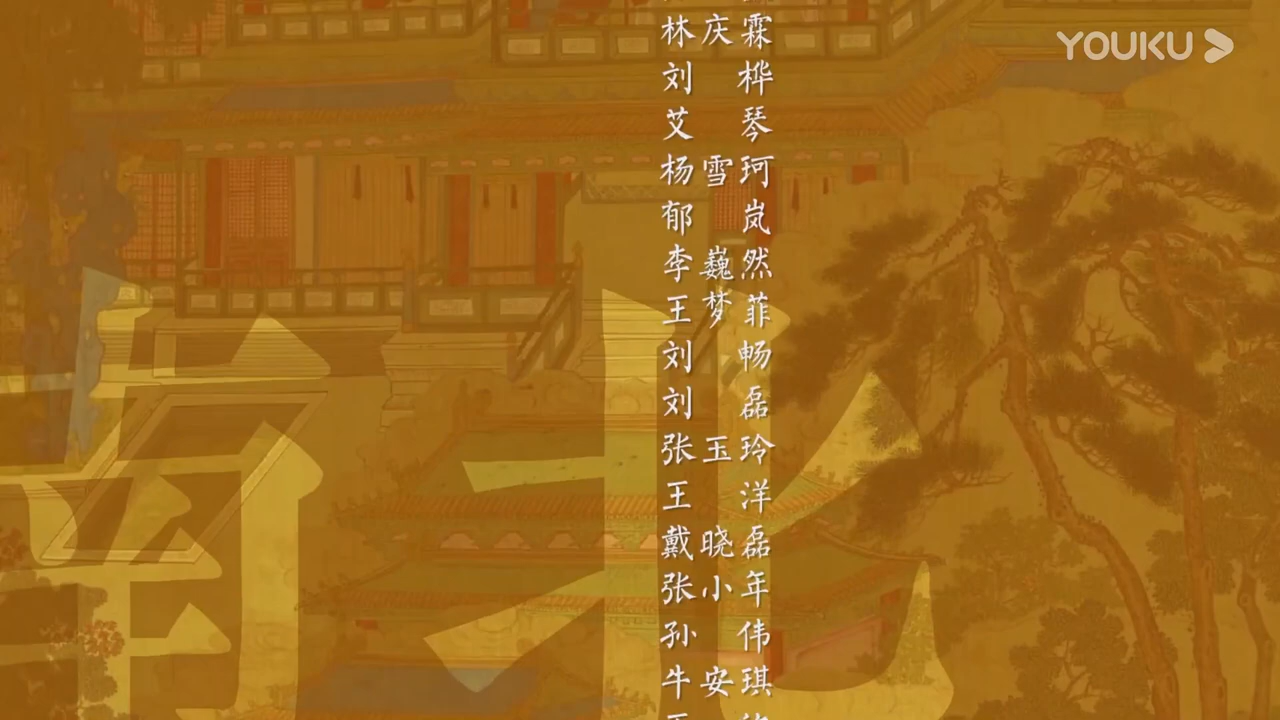 YOUKU
林庆霖
刘桦
艾琴
杨雪珂
郁岚
李巍然
王梦菲
刘畅
刘磊
张玉玲
王洋
戴晓磊
张小年
孙伟
牛安琪
南北